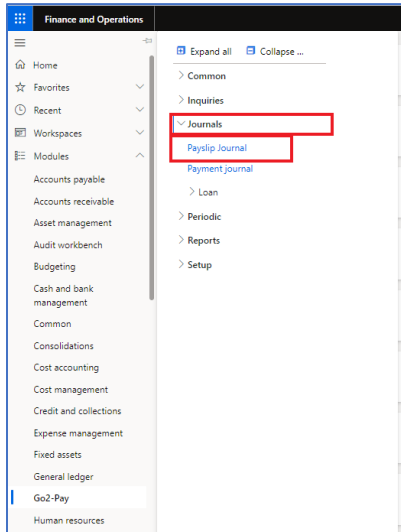 Finance and Operations
Expand all
Collapse ...
Home
Favorites
Recent
Workspaces
Modules
Accounts payable
Accounts receivable
Asset management
Audit workbench
Budgeting
Cash and bank
management
Common
Consolidations
Cost accounting
Cost management
Credit and collections
Expense management
Fixed assets
General ledger
Go2-Pay
Human resources
Common
Inquiries
Journals
Payslip Journal
Payment journal
Loan
Periodic
Reports
Setup